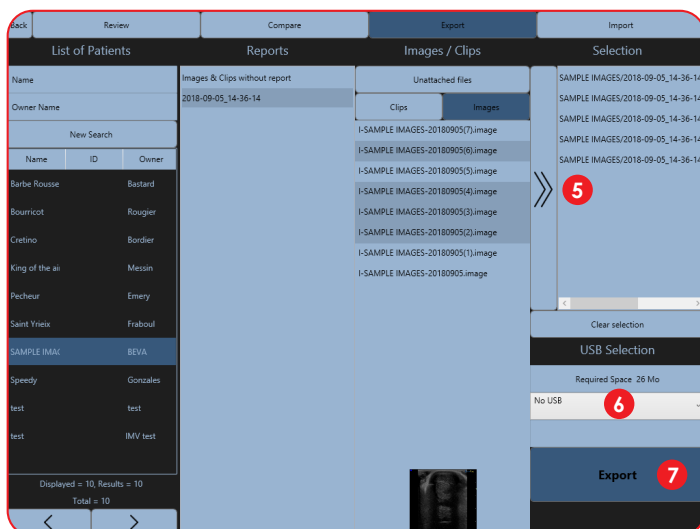 Back Review Compare Export Import
List of Patients
Name
Owner Name
New Search
Name ID Owner
Barbe Rousse Bastard
Bourricot Rougier
Cretino Bordier
King of the ai Messin
Pecheur Emery
Saint Yrieix Fraboul
SAMPLE IMA BEVA
Speedy Gonzales
test test
test IMV test
Displayed = 10, Results = 10
Total = 10
Reports
Images & Clips without report
2018-09-05_14-36-14
Images / Clips
Unattached files
Clips Images
I-SAMPLE IMAGES-20180905(7).image
I-SAMPLE IMAGES-20180905(6).image
I-SAMPLE IMAGES-20180905(5).image
I-SAMPLE IMAGES-20180905(4).image
I-SAMPLE IMAGES-20180905(3).image
I-SAMPLE IMAGES-20180905(2).image
I-SAMPLE IMAGES-20180905(1).image
I-SAMPLE IMAGES-20180905.image
Selection
SAMPLE IMAGES/2018-09-05_14-36-14
SAMPLE IMAGES/2018-09-05_14-36-14
SAMPLE IMAGES/2018-09-05_14-36-14
SAMPLE IMAGES/2018-09-05_14-36-14
SAMPLE IMAGES/2018-09-05_14-36-14
5
Clear selection
USB Selection
Required Space 26 Mo
No USB
6
Export
7